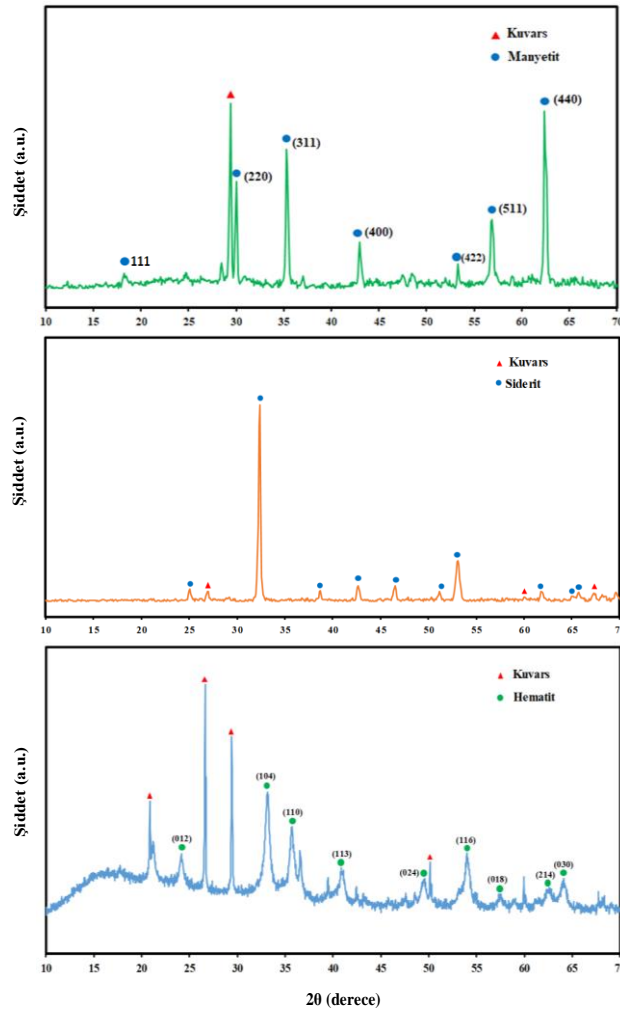 Kuvars
Manyetit
Şiddet (a.u.)
111
(220)
(311)
(400)
(422)
(511)
(440)
10 15 20 25 30 35 40 45 50 55 60 65 70
Kuvars
Siderit
Şiddet (a.u.)
10 15 20 25 30 35 40 45 50 55 60 65 70
Kuvars
Hematit
Şiddet (a.u.)
(012)
(104)
(110)
(113)
(024)
(116)
(018)
(214)
(030)
10 15 20 25 30 35 40 45 50 55 60 65 70
2θ (derece)